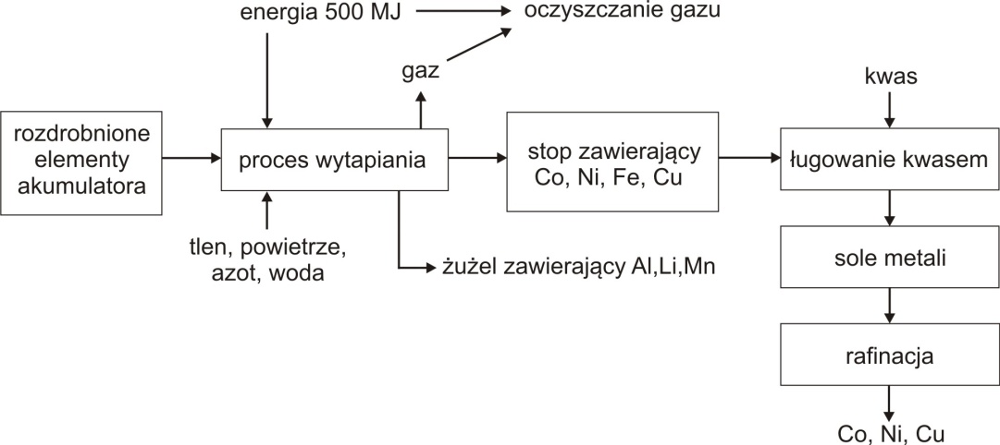 energia 500 MJ
oczyszczanie gazu
gaz
kwas
rozdrobnione
elementy
akumulatora
proces wytapiania
stop zawierający
Co, Ni, Fe, Cu
ługowanie kwasem
tlen, powietrze,
azot, woda
żużel zawierający Al,Li,Mn
sole metali
rafinacja
Co, Ni, Cu